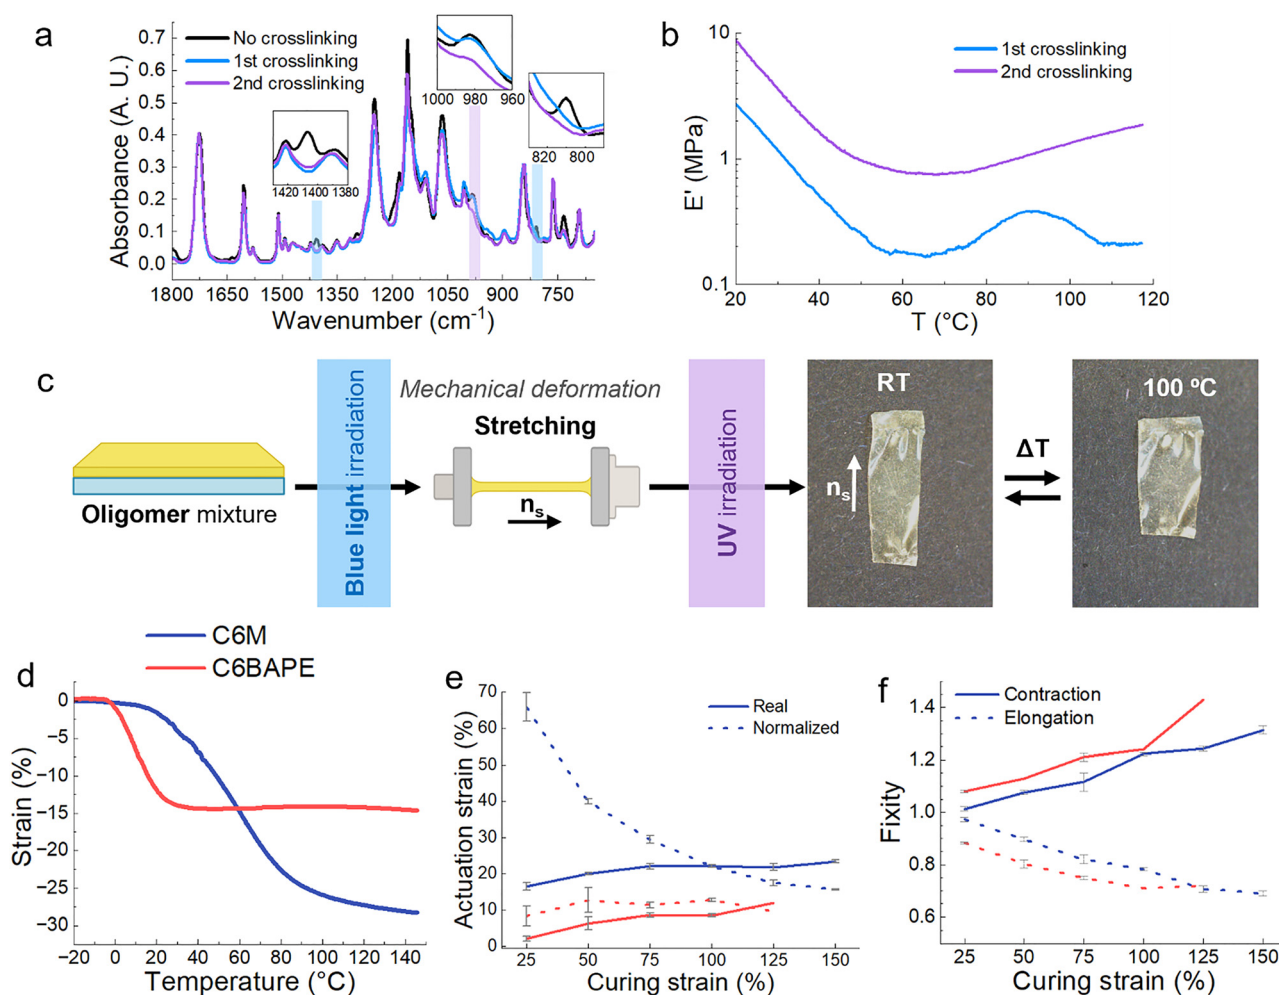 a
No crosslinking
1st crosslinking
2nd crosslinking
Absorbance (A. U.)
0.7
0.6
0.5
0.4
0.3
0.2
0.1
0.0
1420 1400 1380
1000 980 960
820 800
1800 1650 1500 1350 1200 1050 900 750
Wavenumber (cm⁻¹)
b
1st crosslinking
2nd crosslinking
E' (MPa)
10
1
0.1
20 40 60 80 100 120
T (°C)
c
Oligomer mixture
Blue light irradiation
Mechanical deformation
Stretching
nₛ
UV irradiation
RT
nₛ
ΔT
100 ºC
d
C6M
C6BAPE
Strain (%)
0
−5
−10
−15
−20
−25
−30
−20 0 20 40 60 80 100 120 140
Temperature (°C)
e
Real
Normalized
Actuation strain (%)
70
60
50
40
30
20
10
0
25 50 75 100 125 150
Curing strain (%)
f
Contraction
Elongation
Fixity
1.4
1.2
1.0
0.8
0.6
25 50 75 100 125 150
Curing strain (%)